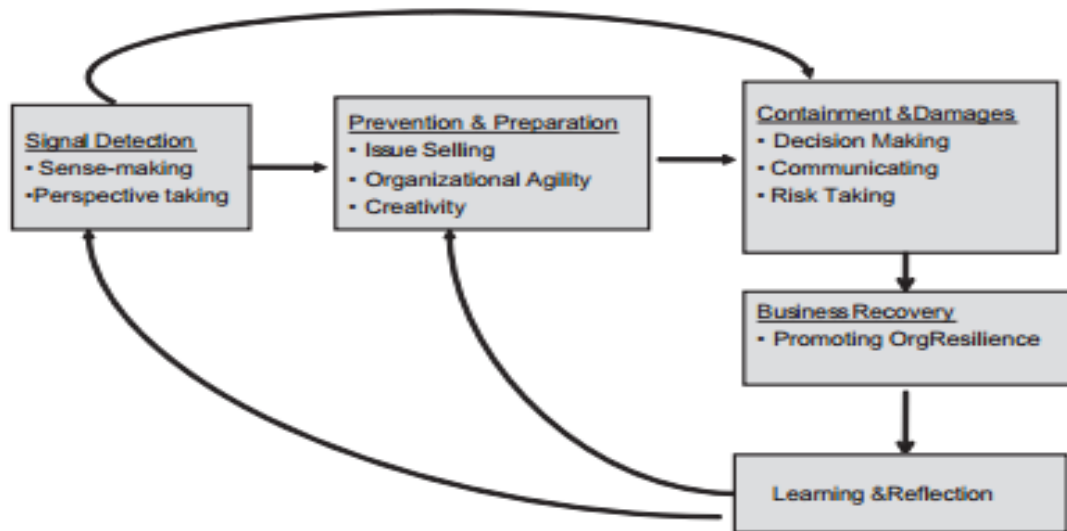 Signal Detection
• Sense-making
•Perspective taking
Prevention & Preparation
• Issue Selling
• Organizational Agility
• Creativity
Containment &Damages
• Decision Making
• Communicating
• Risk Taking
Business Recovery
• Promoting OrgResilience
Learning &Reflection